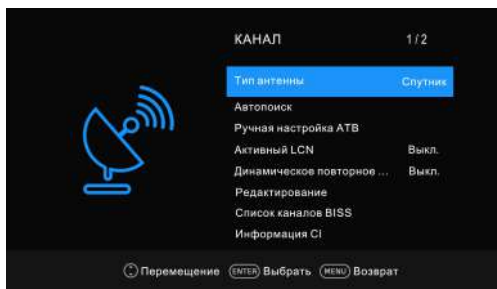 КАНАЛ 1/2
Тип антенны Спутник
Автопоиск
Ручная настройка АТВ
Активный LCN Выкл.
Динамическое повторное ... Выкл.
Редактирование
Список каналов BISS
Информация CI
Перемещение ENTER Выбрать MENU Возврат